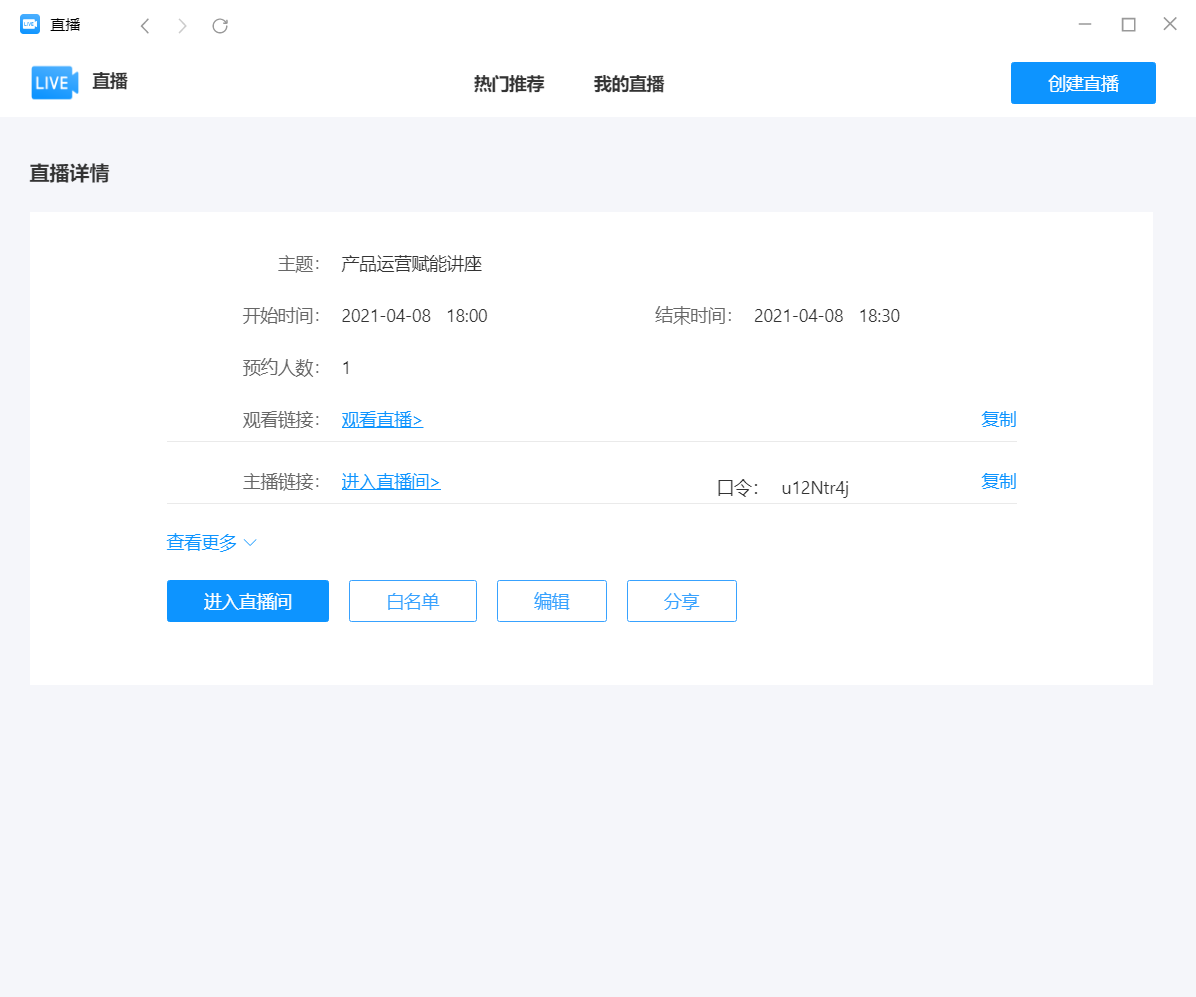 直播
LIVE 直播 热门推荐 我的直播 创建直播
直播详情
主题： 产品运营赋能讲座
开始时间： 2021-04-08 18:00 结束时间： 2021-04-08 18:30
预约人数： 1
观看链接： 观看直播> 复制
主播链接： 进入直播间> 口令： u12Ntr4j 复制
查看更多
进入直播间 白名单 编辑 分享